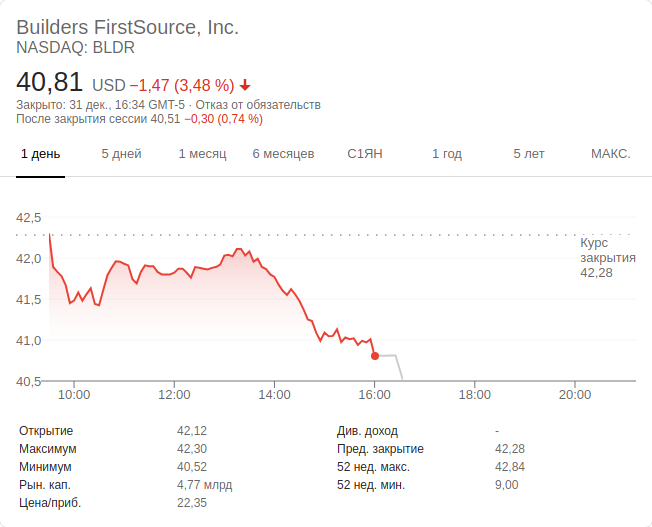 Builders FirstSource, Inc.
NASDAQ: BLDR
40,81 USD −1,47 (3,48 %)
Закрыто: 31 дек., 16:34 GMT-5 · Отказ от обязательств
После закрытия сессии 40,51 −0,30 (0,74 %)
1 день 5 дней 1 месяц 6 месяцев С1ЯН 1 год 5 лет МАКС.
42,5
Курс
42,0 закрытия
42,28
41,5
41,0
40,5
10:00 12:00 14:00 16:00 18:00 20:00
Открытие 42,12 Див. доход -
Максимум 42,30 Пред. закрытие 42,28
Минимум 40,52 52 нед. макс. 42,84
Рын. кап. 4,77 млрд 52 нед. мин. 9,00
Цена/приб. 22,35